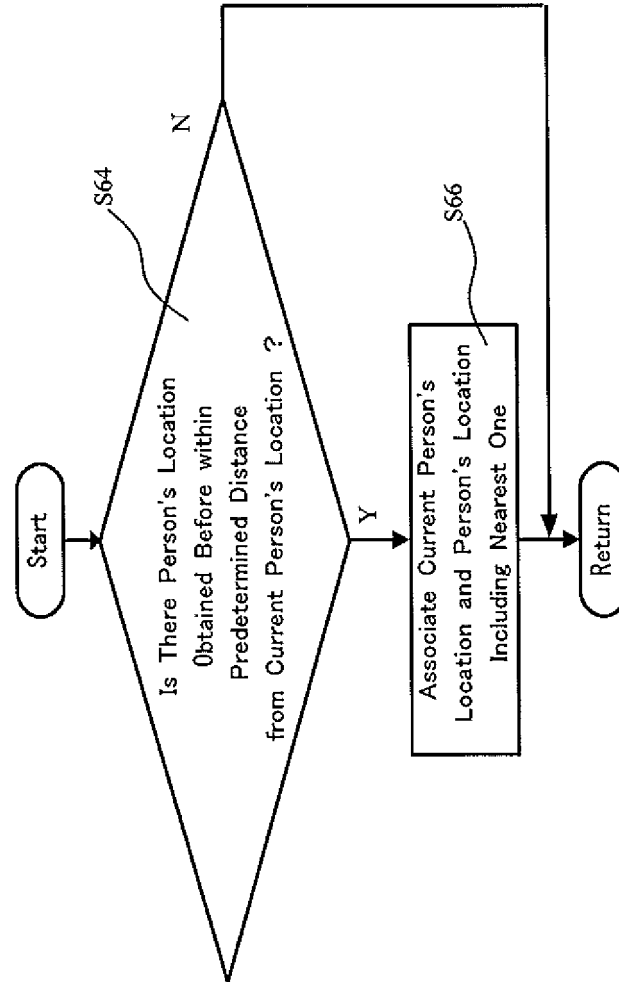 Start
S64
Is There Person's Location
Obtained Before within
Predetermined Distance
from Current Person's Location ?
N
Y
S66
Associate Current Person's
Location and Person's Location
Including Nearest One
Return